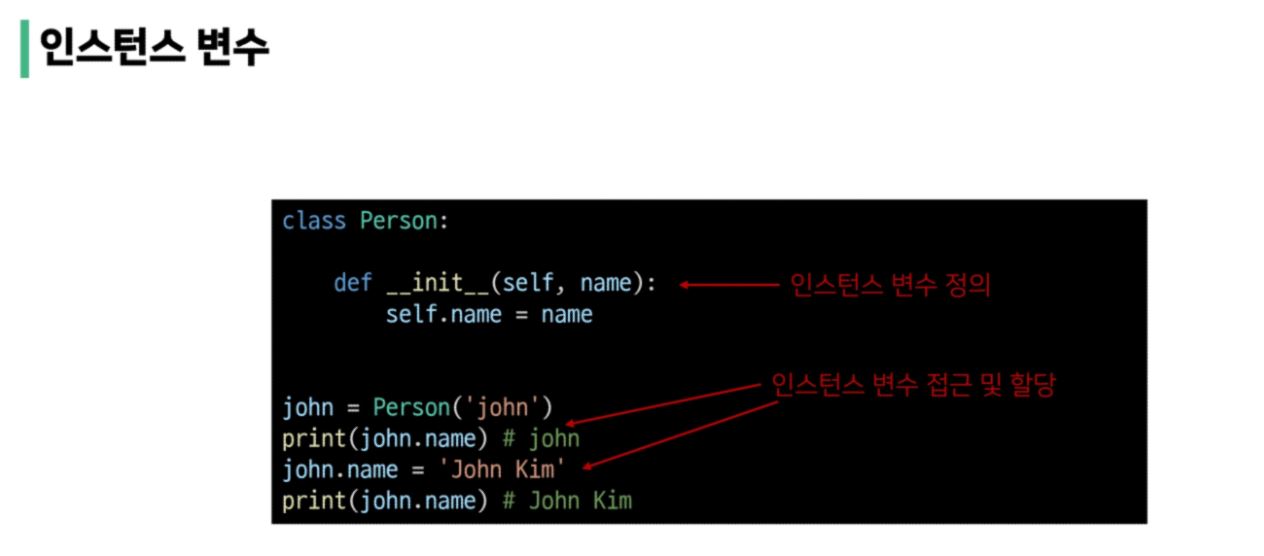 인스턴스 변수
class Person:
    def __init__(self, name):
인스턴스 변수 정의
        self.name = name
인스턴스 변수 접근 및 할당
john = Person('john')
print(john.name) # john
john.name = 'John Kim'
print(john.name) # John Kim